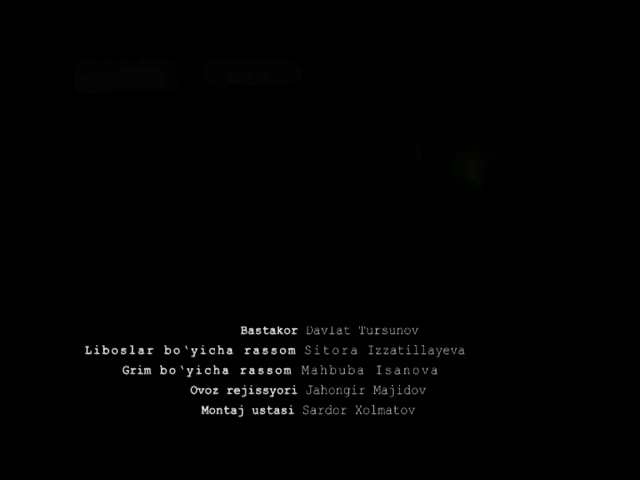 Bastakor Davlat Tursunov
Liboslar bo‘yicha rassom Sitora Izzatillayeva
Grim bo‘yicha rassom Mahbuba Isanova
Ovoz rejissyori Jahongir Majidov
Montaj ustasi Sardor Xolmatov